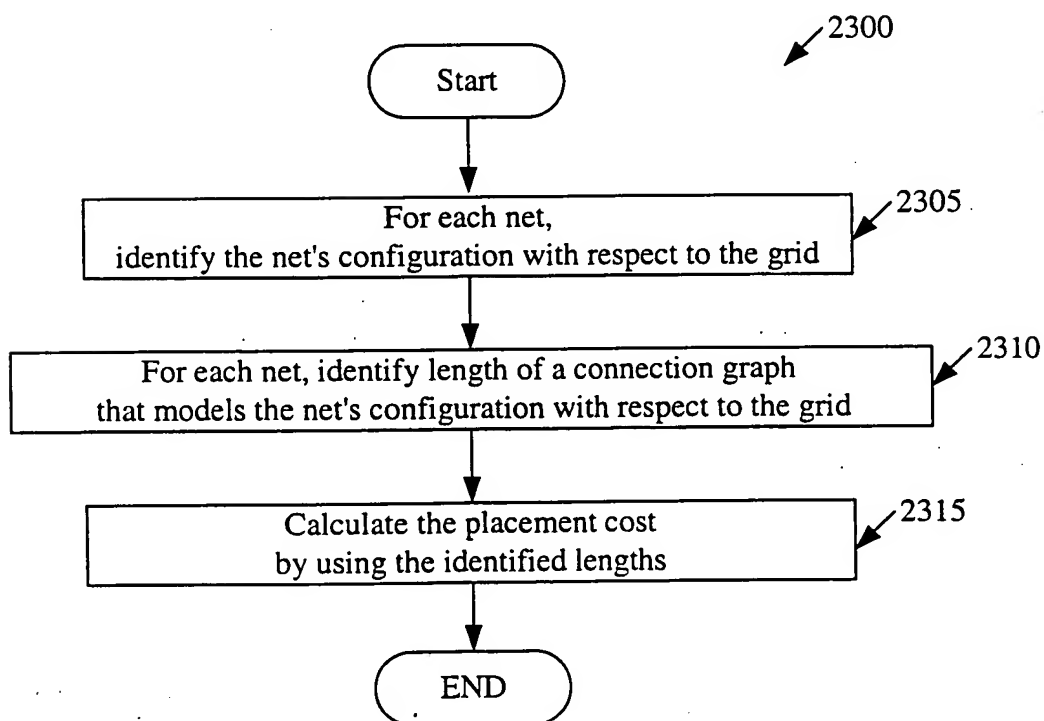 2300
Start
2305
For each net,
identify the net's configuration with respect to the grid
2310
For each net, identify length of a connection graph
that models the net's configuration with respect to the grid
2315
Calculate the placement cost
by using the identified lengths
END